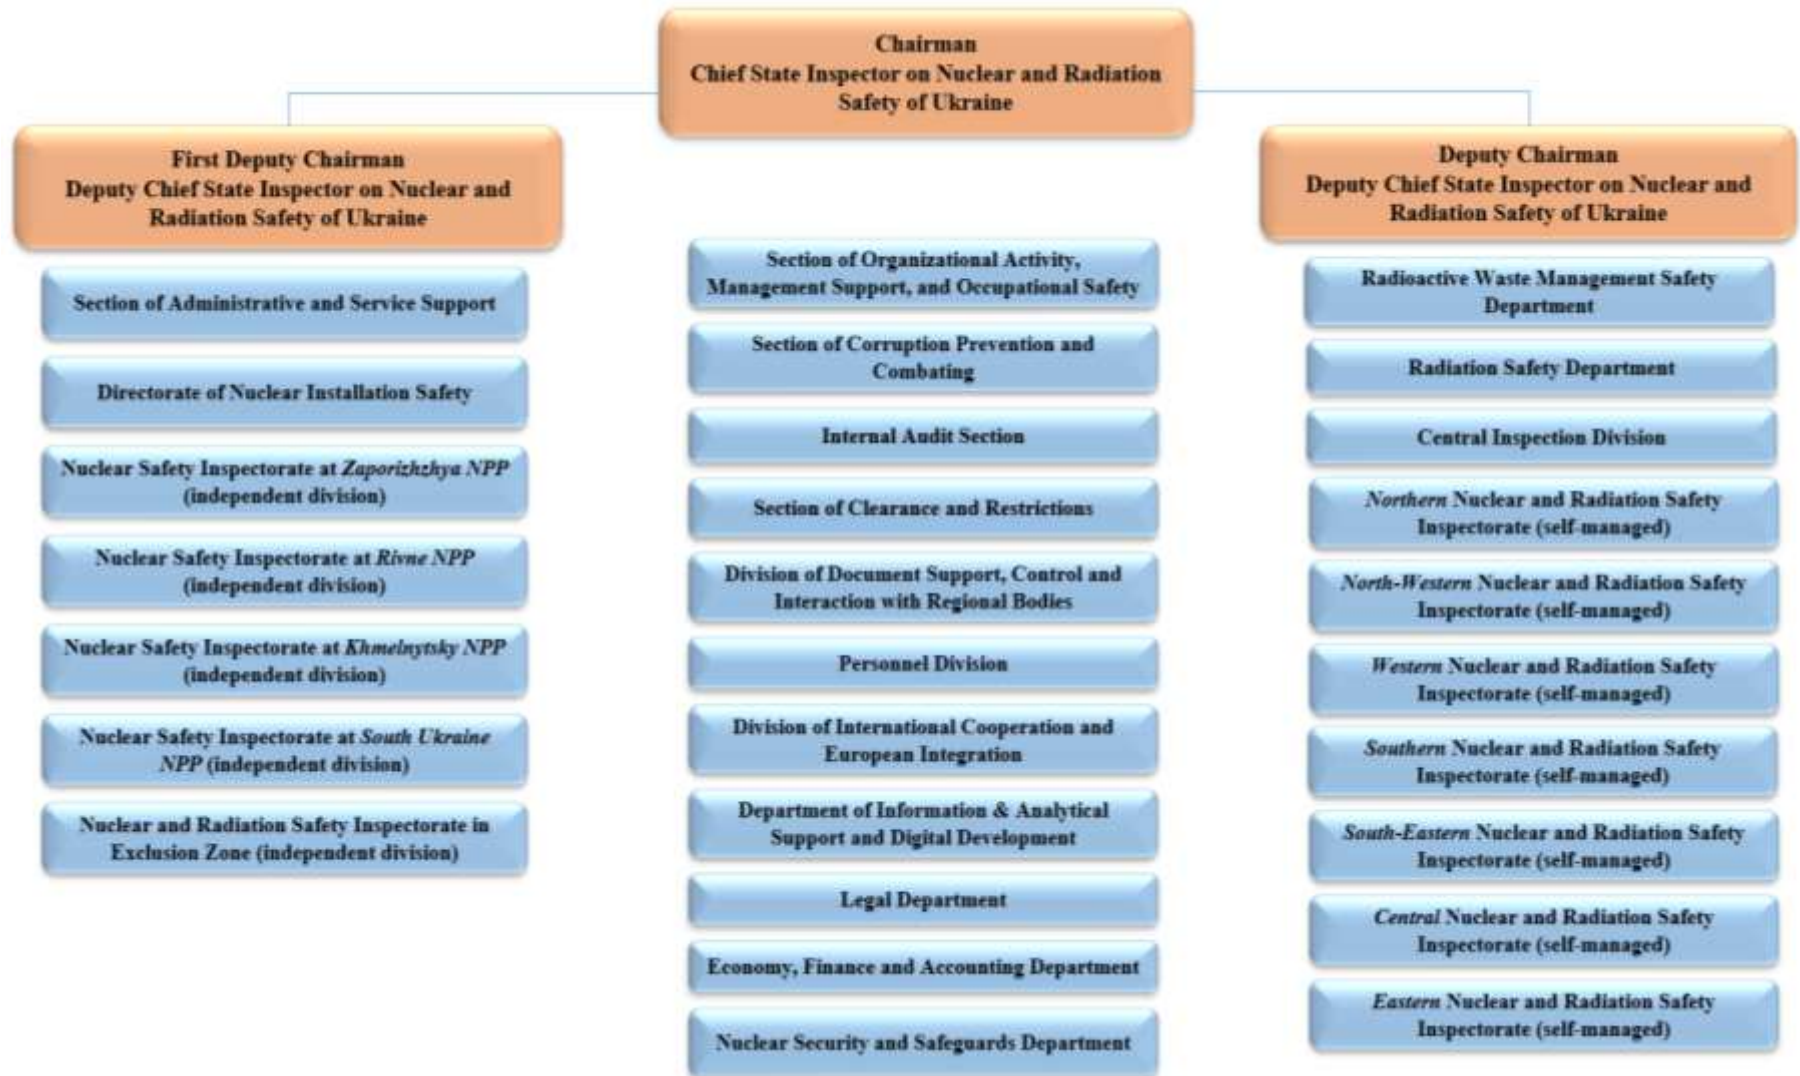 Chairman
Chief State Inspector on Nuclear and Radiation
Safety of Ukraine
First Deputy Chairman
Deputy Chief State Inspector on Nuclear and
Radiation Safety of Ukraine
Section of Administrative and Service Support
Directorate of Nuclear Installation Safety
Nuclear Safety Inspectorate at Zaporizhzhya NPP
(independent division)
Nuclear Safety Inspectorate at Rivne NPP
(independent division)
Nuclear Safety Inspectorate at Khmelnytsky NPP
(independent division)
Nuclear Safety Inspectorate at South Ukraine
NPP (independent division)
Nuclear and Radiation Safety Inspectorate in
Exclusion Zone (independent division)
Section of Organizational Activity,
Management Support, and Occupational Safety
Section of Corruption Prevention and
Combating
Internal Audit Section
Section of Clearance and Restrictions
Division of Document Support, Control and
Interaction with Regional Bodies
Personnel Division
Division of International Cooperation and
European Integration
Department of Information & Analytical
Support and Digital Development
Legal Department
Economy, Finance and Accounting Department
Nuclear Security and Safeguards Department
Deputy Chairman
Deputy Chief State Inspector on Nuclear and
Radiation Safety of Ukraine
Radioactive Waste Management Safety
Department
Radiation Safety Department
Central Inspection Division
Northern Nuclear and Radiation Safety
Inspectorate (self-managed)
North-Western Nuclear and Radiation Safety
Inspectorate (self-managed)
Western Nuclear and Radiation Safety
Inspectorate (self-managed)
Southern Nuclear and Radiation Safety
Inspectorate (self-managed)
South-Eastern Nuclear and Radiation Safety
Inspectorate (self-managed)
Central Nuclear and Radiation Safety
Inspectorate (self-managed)
Eastern Nuclear and Radiation Safety
Inspectorate (self-managed)